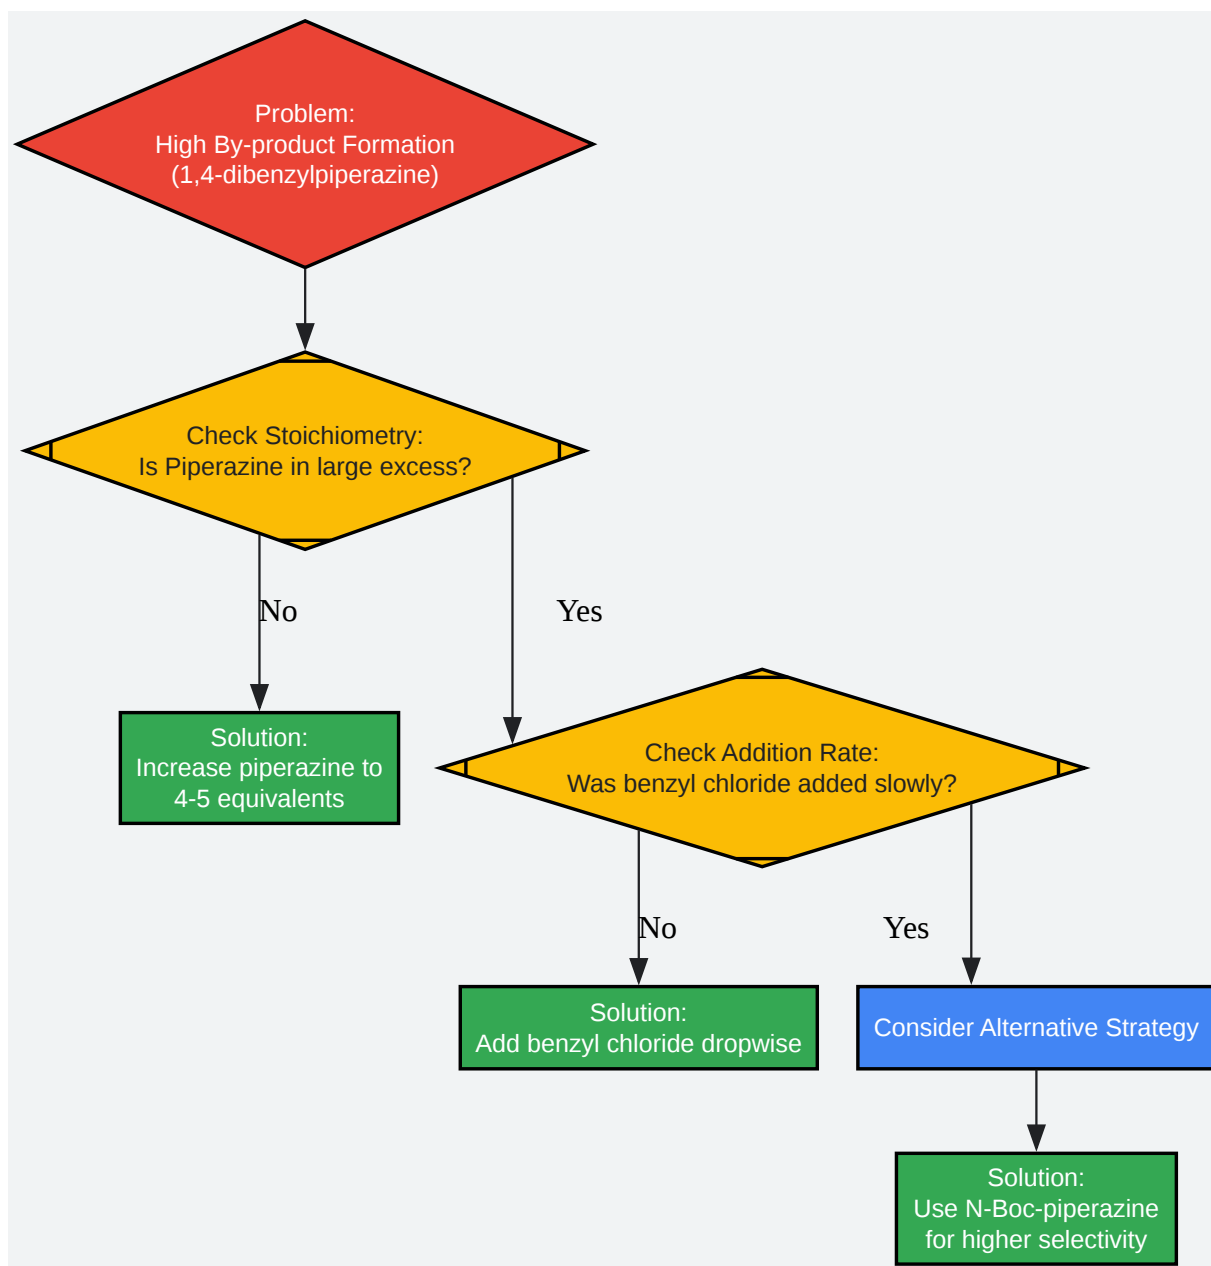 Problem:
High By-product Formation
(1,4-dibenzylpiperazine)
Check Stoichiometry:
Is Piperazine in large excess?
No
Yes
Solution:
Increase piperazine to
4-5 equivalents
Check Addition Rate:
Was benzyl chloride added slowly?
No
Yes
Solution:
Add benzyl chloride dropwise
Consider Alternative Strategy
Solution:
Use N-Boc-piperazine
for higher selectivity